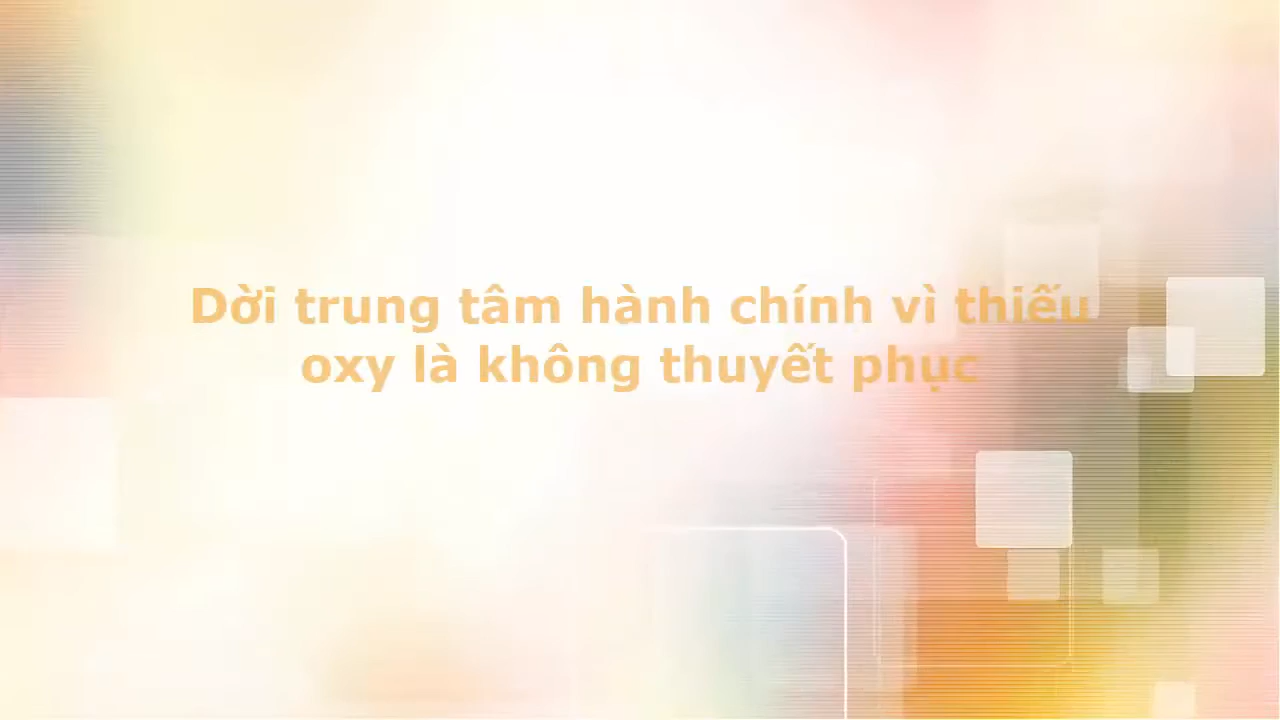 Dời trung tâm hành chính vì thiếu
oxy là không thuyết phục